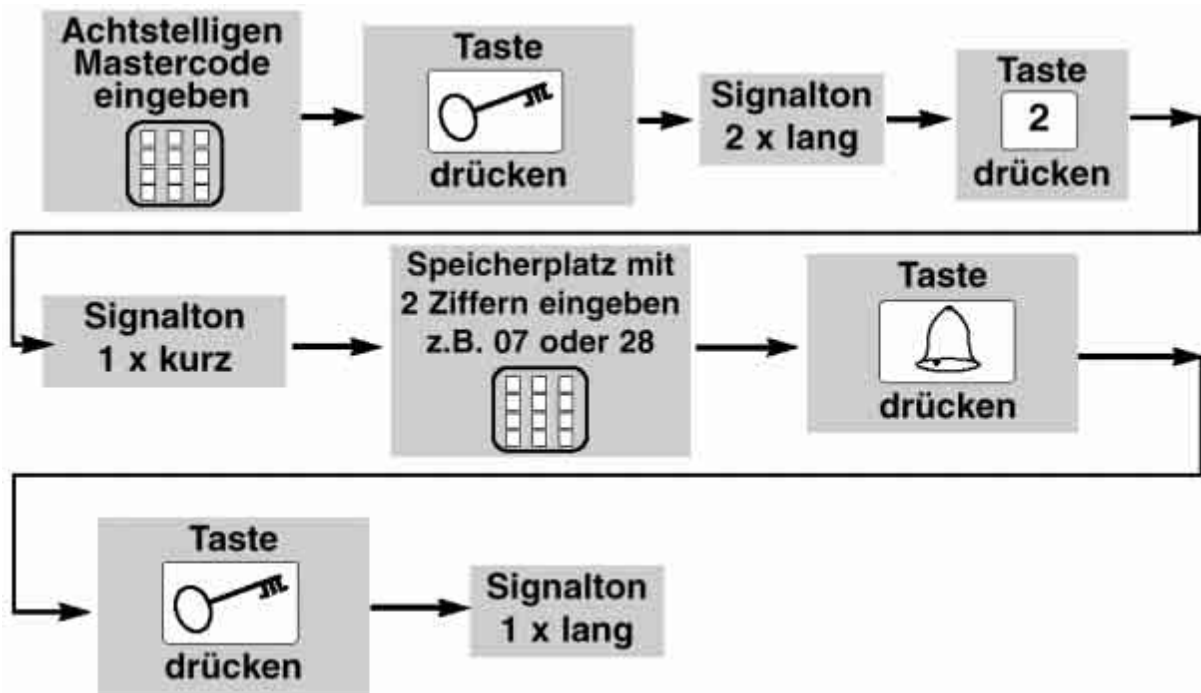 Achtstelligen
Mastercode
eingeben
Taste
drücken
Signalton
2 x lang
Taste
2
drücken
Signalton
1 x kurz
Speicherplatz mit
2 Ziffern eingeben
z.B. 07 oder 28
Taste
drücken
Taste
drücken
Signalton
1 x lang